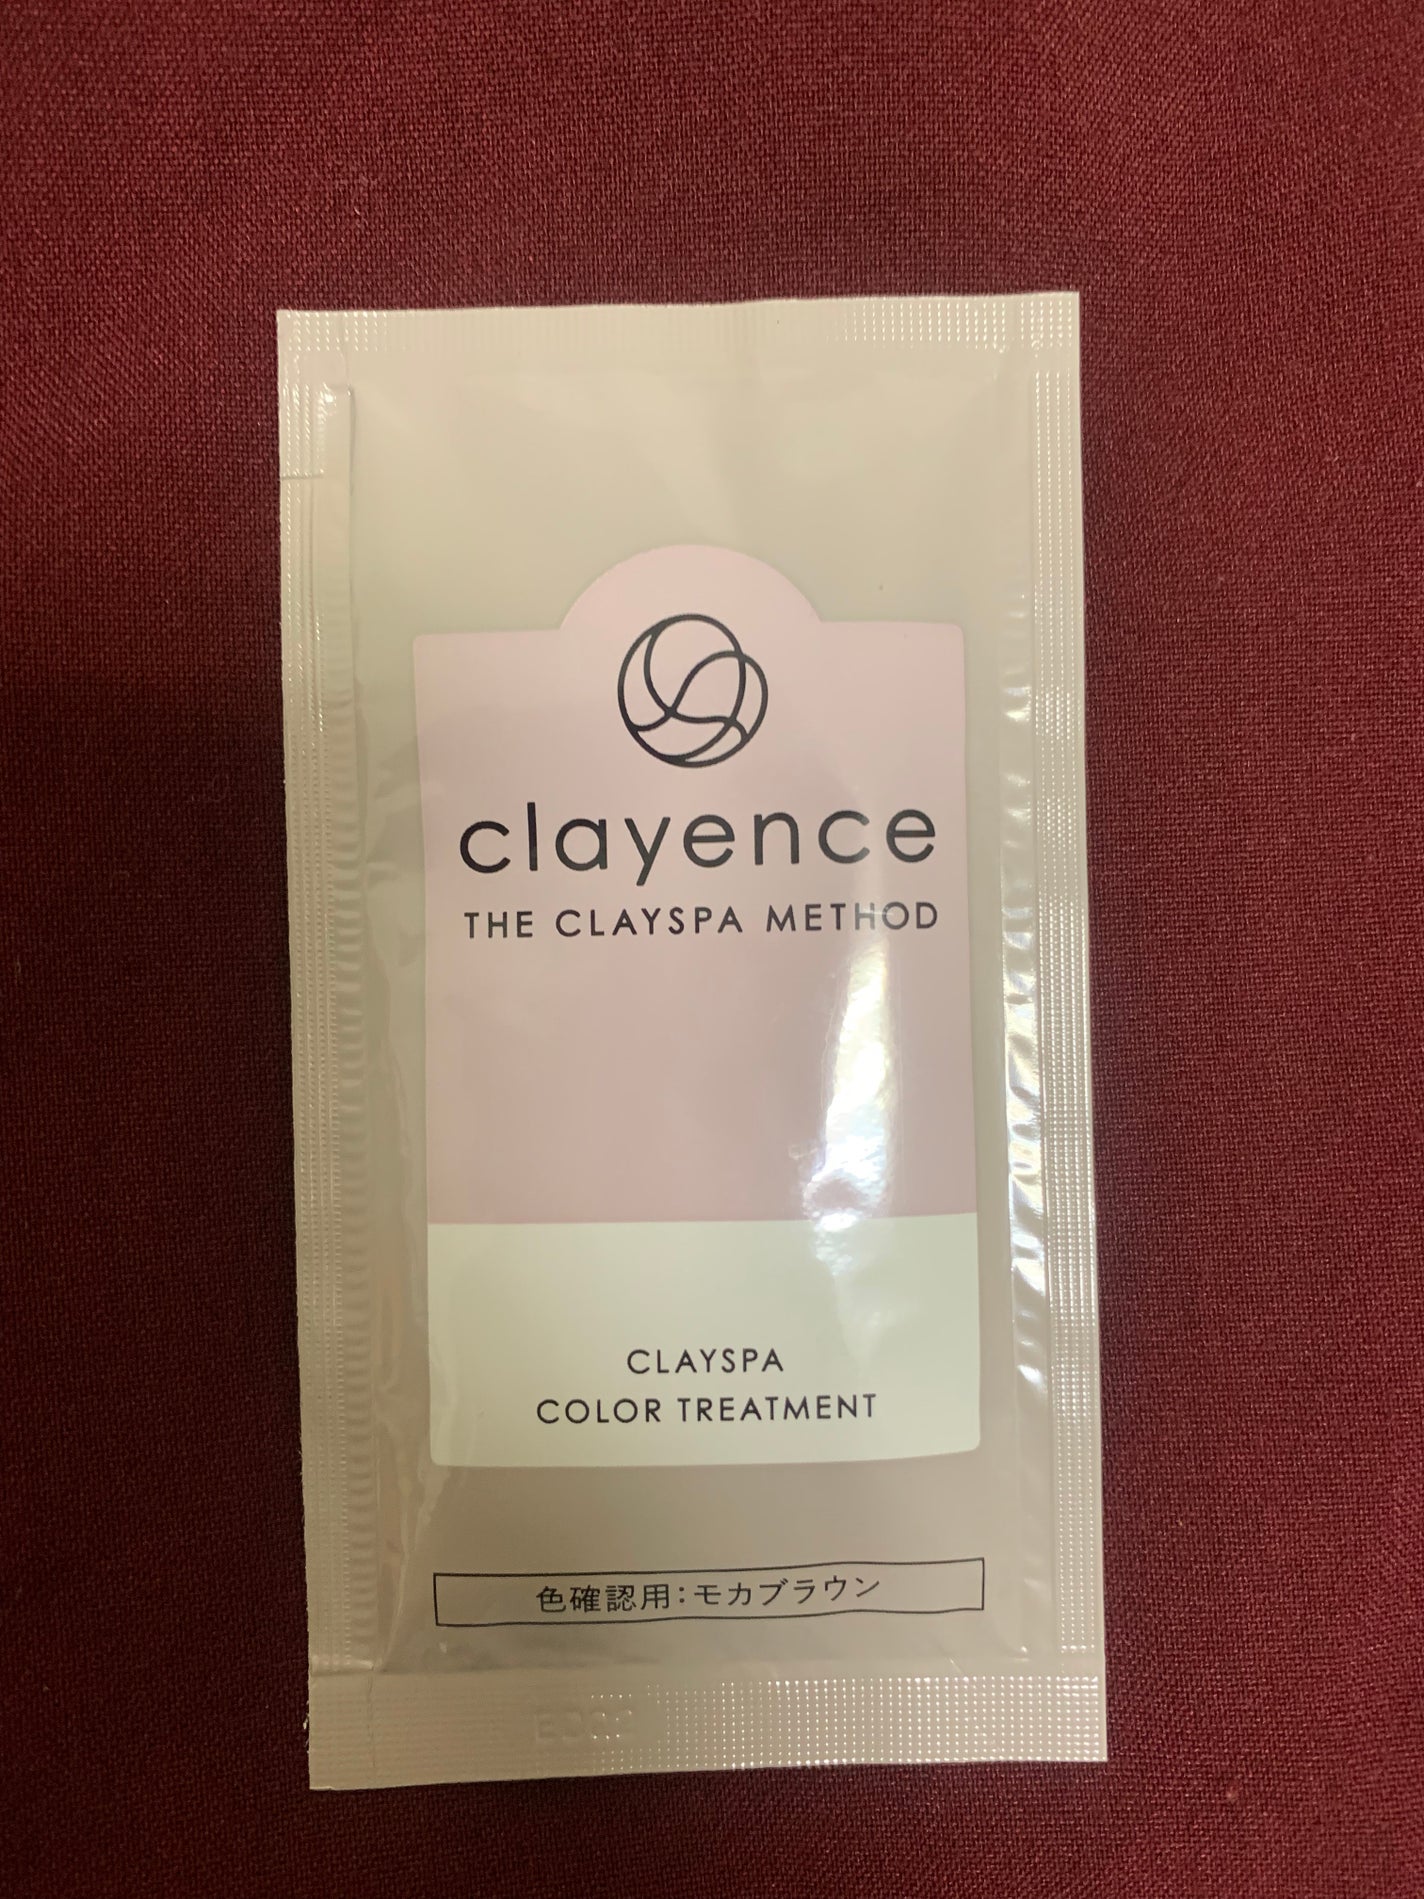 clayence
THE CLAYSPA METHOD
CLAYSPA
COLOR TREATMENT
色確認用：モカブラウン